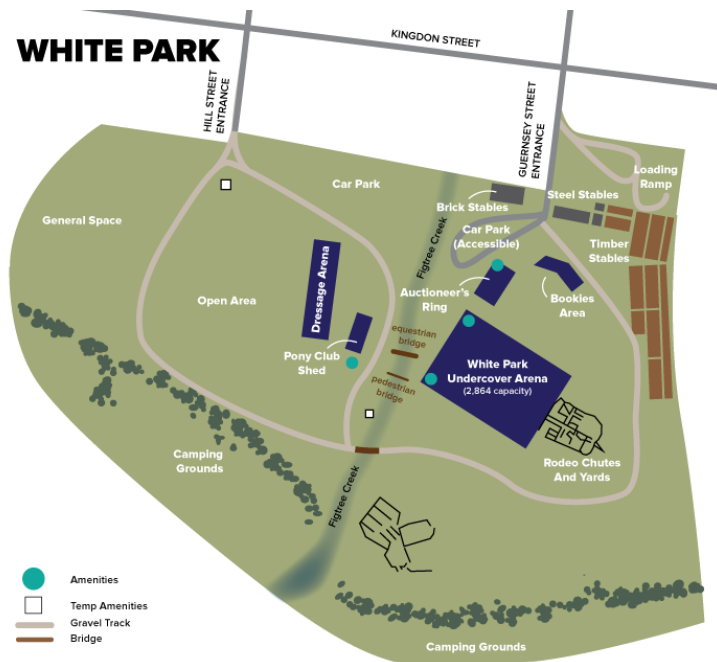 WHITE PARK
KINGDON STREET
HILL STREET
ENTRANCE
GUERNSEY STREET
ENTRANCE
Car Park
Loading
Ramp
Steel Stables
Brick Stables
General Space
Car Park
(Accessible)
Timber
Stables
Figtree Creek
Open Area
Dressage Arena
Auctioneer's
Ring
Bookies
Area
equestrian
bridge
Pony Club
Shed
White Park
Undercover Arena
(2,864 capacity)
pedestrian
bridge
Camping
Grounds
Rodeo Chutes
And Yards
Figtree Creek
Amenities
Temp Amenities
Gravel Track
Bridge
Camping Grounds